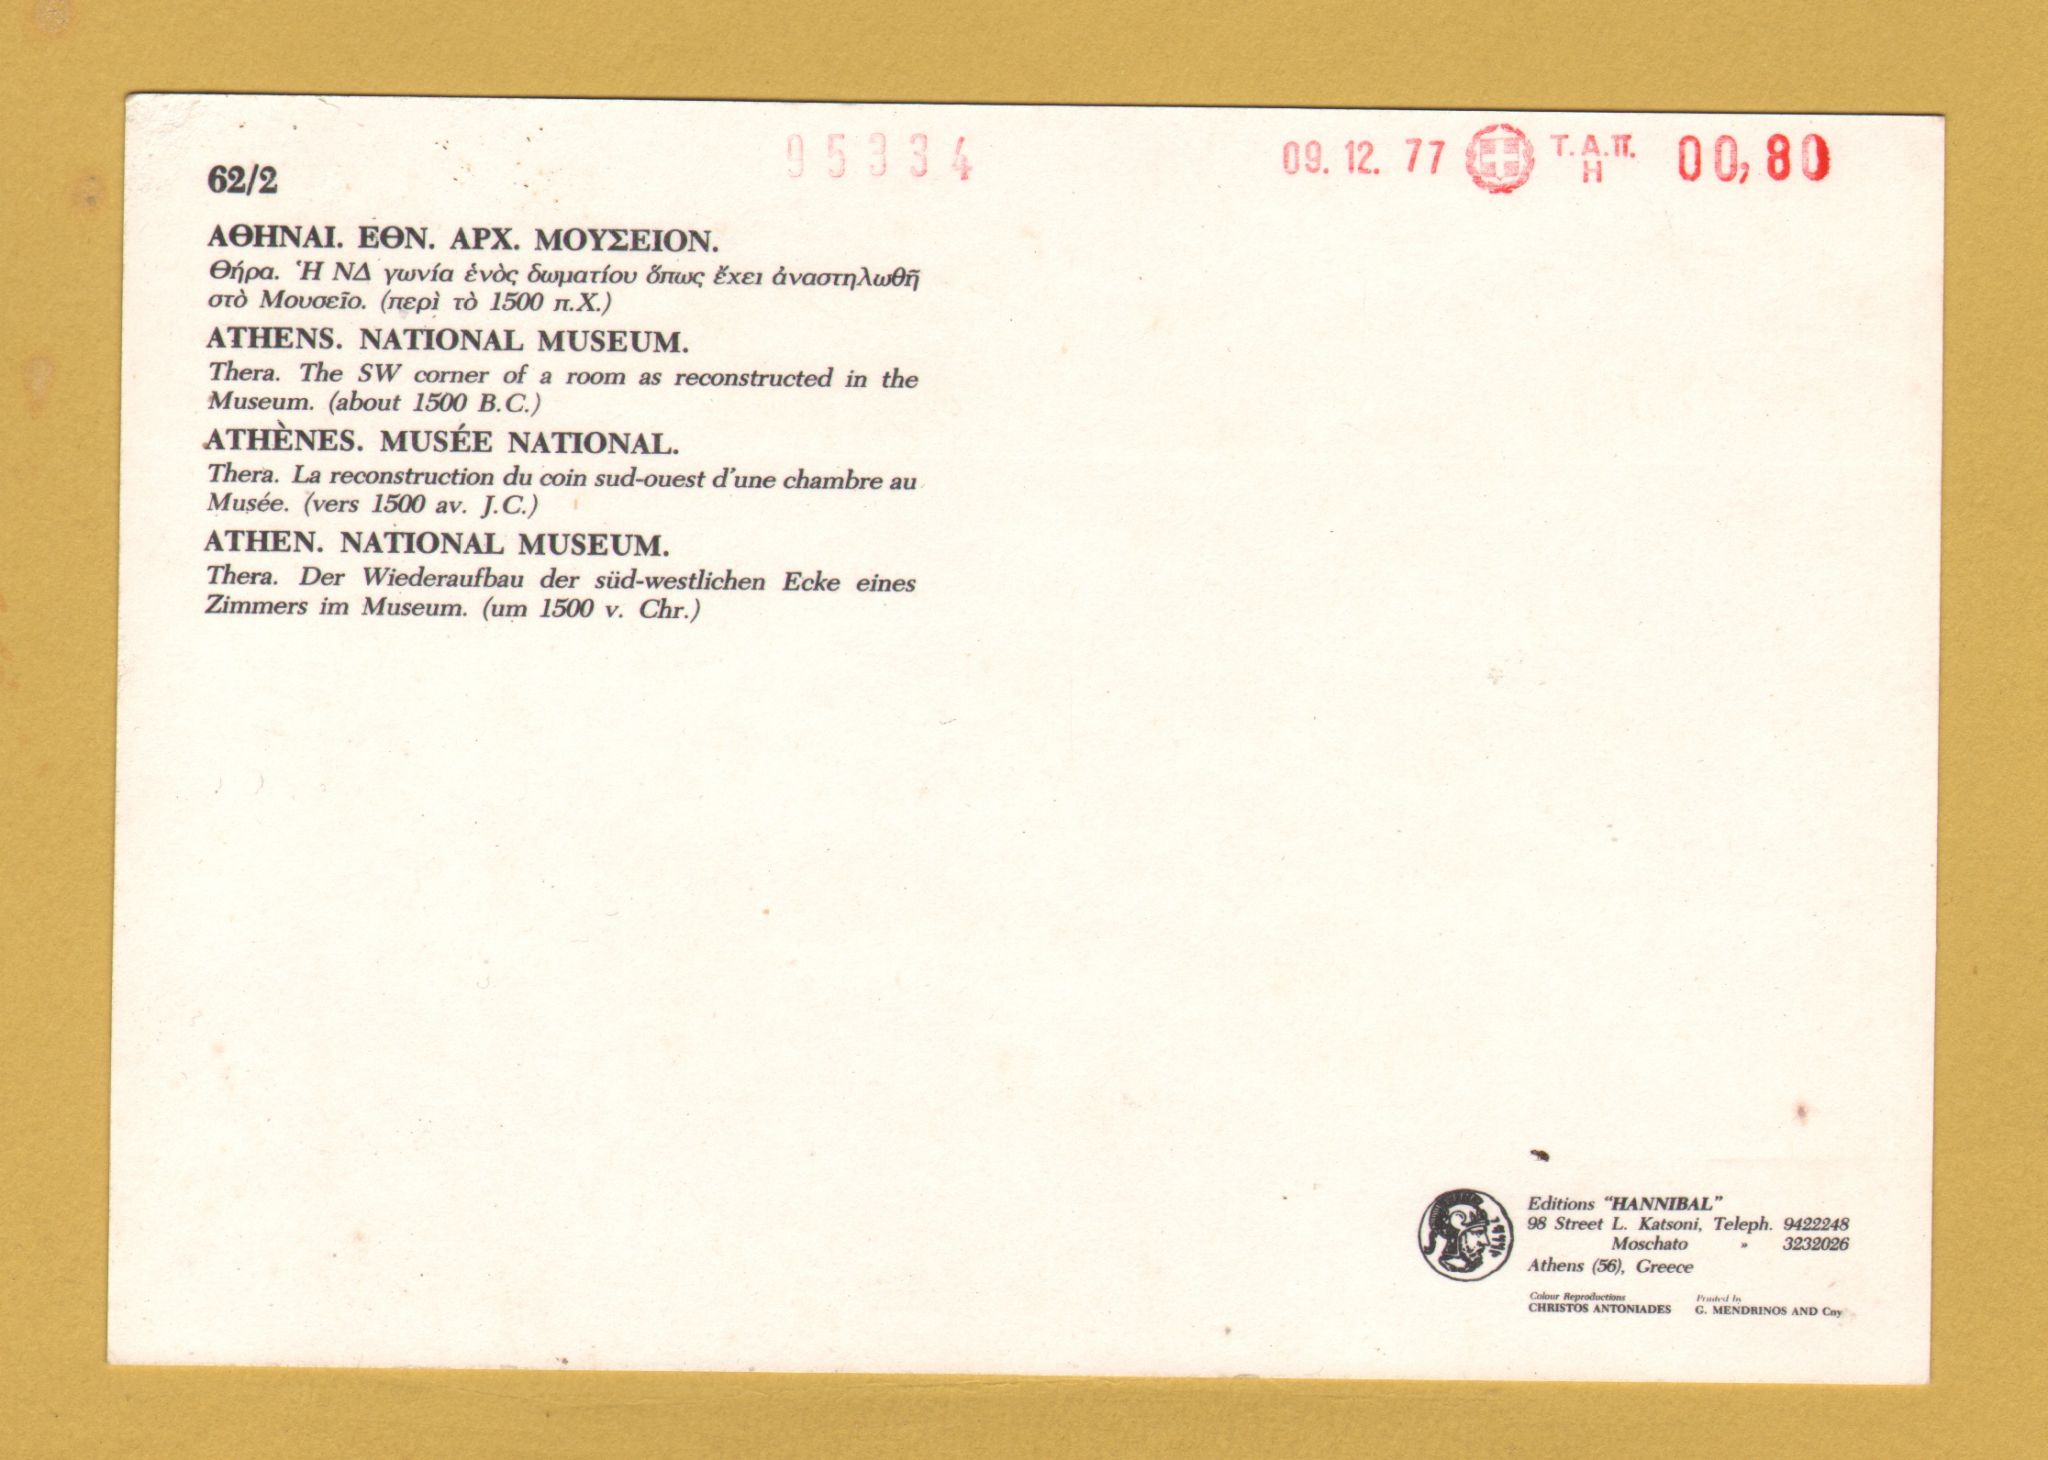 95334
09.12.77 Τ.Α.Π. Η 00,80
62/2
ΑΘΗΝΑΙ. ΕΘΝ. ΑΡΧ. ΜΟΥΣΕΙΟΝ.
Θήρα. Ἡ ΝΔ γωνία ἑνὸς δωματίου ὅπως ἔχει ἀναστηλωθῆ
στὸ Μουσεῖο. (περὶ τὸ 1500 π.Χ.)
ATHENS. NATIONAL MUSEUM.
Thera. The SW corner of a room as reconstructed in the
Museum. (about 1500 B.C.)
ATHÈNES. MUSÉE NATIONAL.
Thera. La reconstruction du coin sud-ouest d'une chambre au
Musée. (vers 1500 av. J.C.)
ATHEN. NATIONAL MUSEUM.
Thera. Der Wiederaufbau der süd-westlichen Ecke eines
Zimmers im Museum. (um 1500 v. Chr.)
Editions “HANNIBAL”
98 Street L. Katsoni, Teleph. 9422248
Moschato » 3232026
Athens (56), Greece
Colour Reproductions Printed by
CHRISTOS ANTONIADES G. MENDRINOS AND Cny